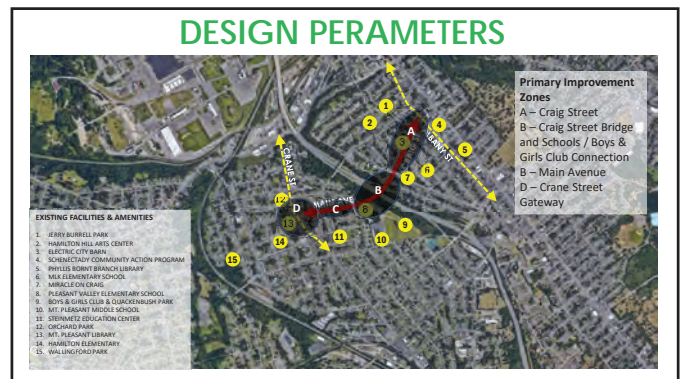 DESIGN PERAMETERS
Primary Improvement
Zones
A – Craig Street
B – Craig Street Bridge
and Schools / Boys &
Girls Club Connection
B – Main Avenue
D – Crane Street
Gateway
1
2
A
3
4
ALBANY ST
5
6
7
CRANE ST
B
MAIN AVE
12
D
C
8
13
9
14
11
10
15
EXISTING FACILITIES & AMENITIES
1. JERRY BURRELL PARK
2. HAMILTON HILL ARTS CENTER
3. ELECTRIC CITY BARN
4. SCHENECTADY COMMUNITY ACTION PROGRAM
5. PHYLLIS BORNT BRANCH LIBRARY
6. MLK ELEMENTARY SCHOOL
7. MIRACLE ON CRAIG
8. PLEASANT VALLEY ELEMENTARY SCHOOL
9. BOYS & GIRLS CLUB & QUACKENBUSH PARK
10. MT. PLEASANT MIDDLE SCHOOL
11. STEINMETZ EDUCATION CENTER
12. ORCHARD PARK
13. MT. PLEASANT LIBRARY
14. HAMILTON ELEMENTARY
15. WALLINGFORD PARK